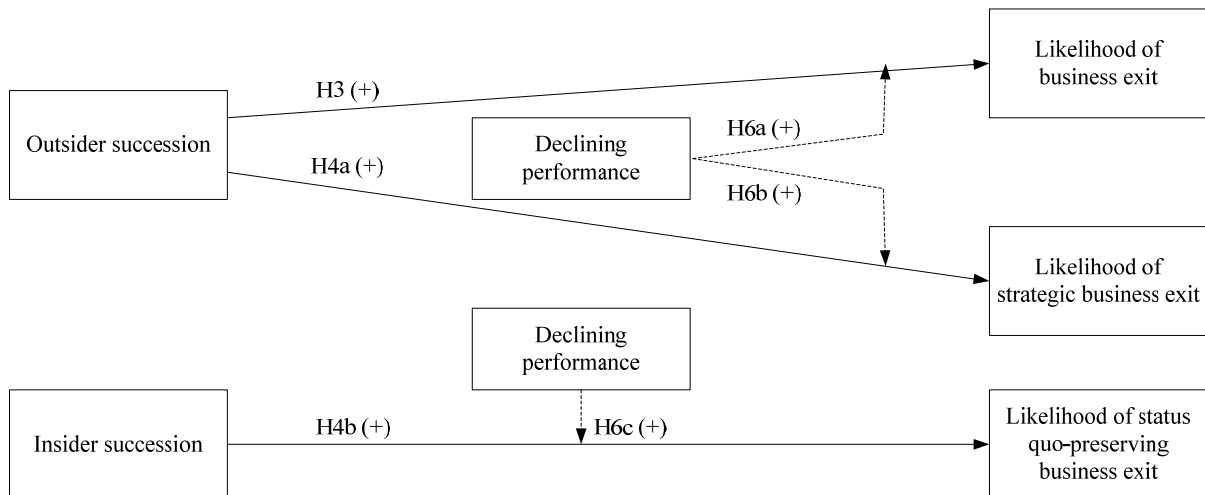 Likelihood of
business exit
H3 (+)
Outsider succession
Declining
performance
H6a (+)
H4a (+)
H6b (+)
Likelihood of
strategic business exit
Declining
performance
Insider succession
H4b (+)
H6c (+)
Likelihood of status
quo-preserving
business exit